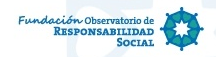 Fundación Observatorio de
RESPONSABILIDAD
SOCIAL